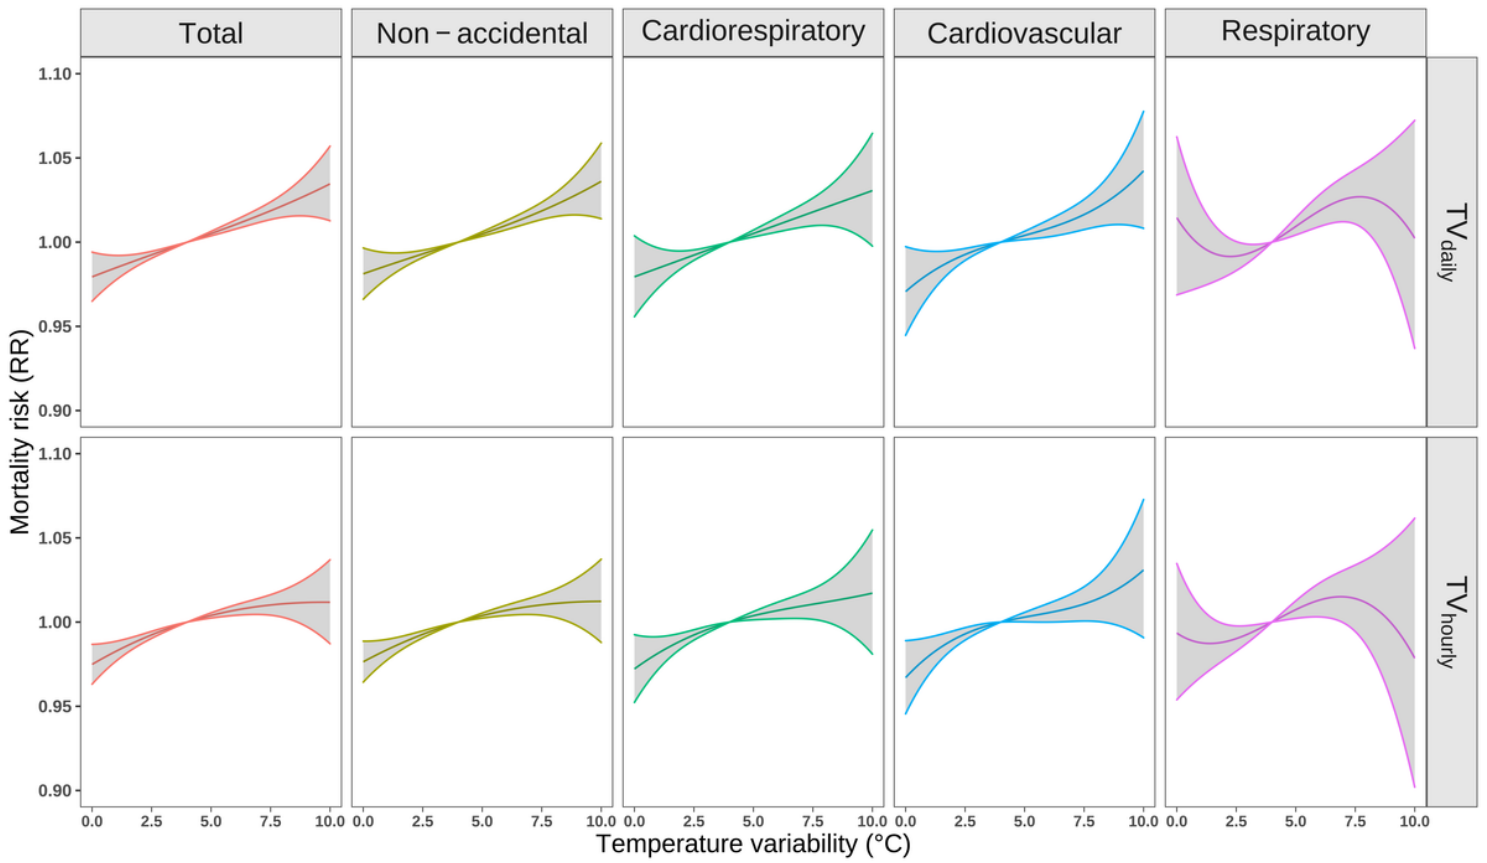 Total
Non – accidental
Cardiorespiratory
Cardiovascular
Respiratory
Mortality risk (RR)
1.10
1.05
1.00
0.95
0.90
TVdaily
1.10
1.05
1.00
0.95
0.90
TVhourly
0.0 2.5 5.0 7.5 10.0
0.0 2.5 5.0 7.5 10.0
0.0 2.5 5.0 7.5 10.0
0.0 2.5 5.0 7.5 10.0
0.0 2.5 5.0 7.5 10.0
Temperature variability (°C)